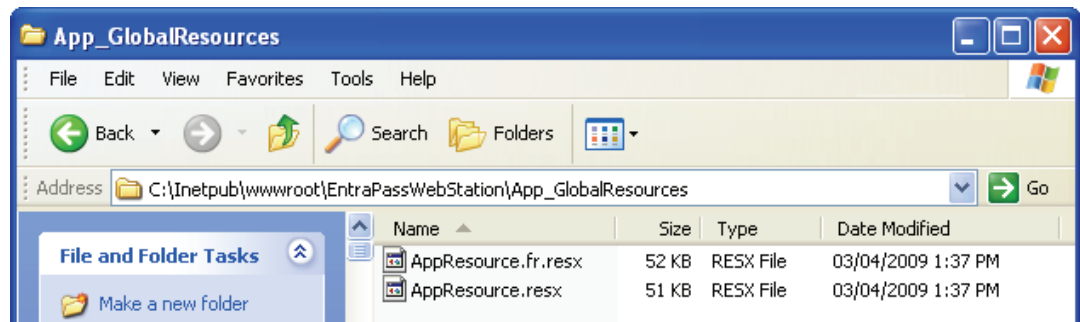 App_GlobalResources
File Edit View Favorites Tools Help
Back Search Folders
Address C:\Inetpub\wwwroot\EntraPassWebStation\App_GlobalResources Go
Name Size Type Date Modified
File and Folder Tasks
AppResource.fr.resx 52 KB RESX File 03/04/2009 1:37 PM
AppResource.resx 51 KB RESX File 03/04/2009 1:37 PM
Make a new folder